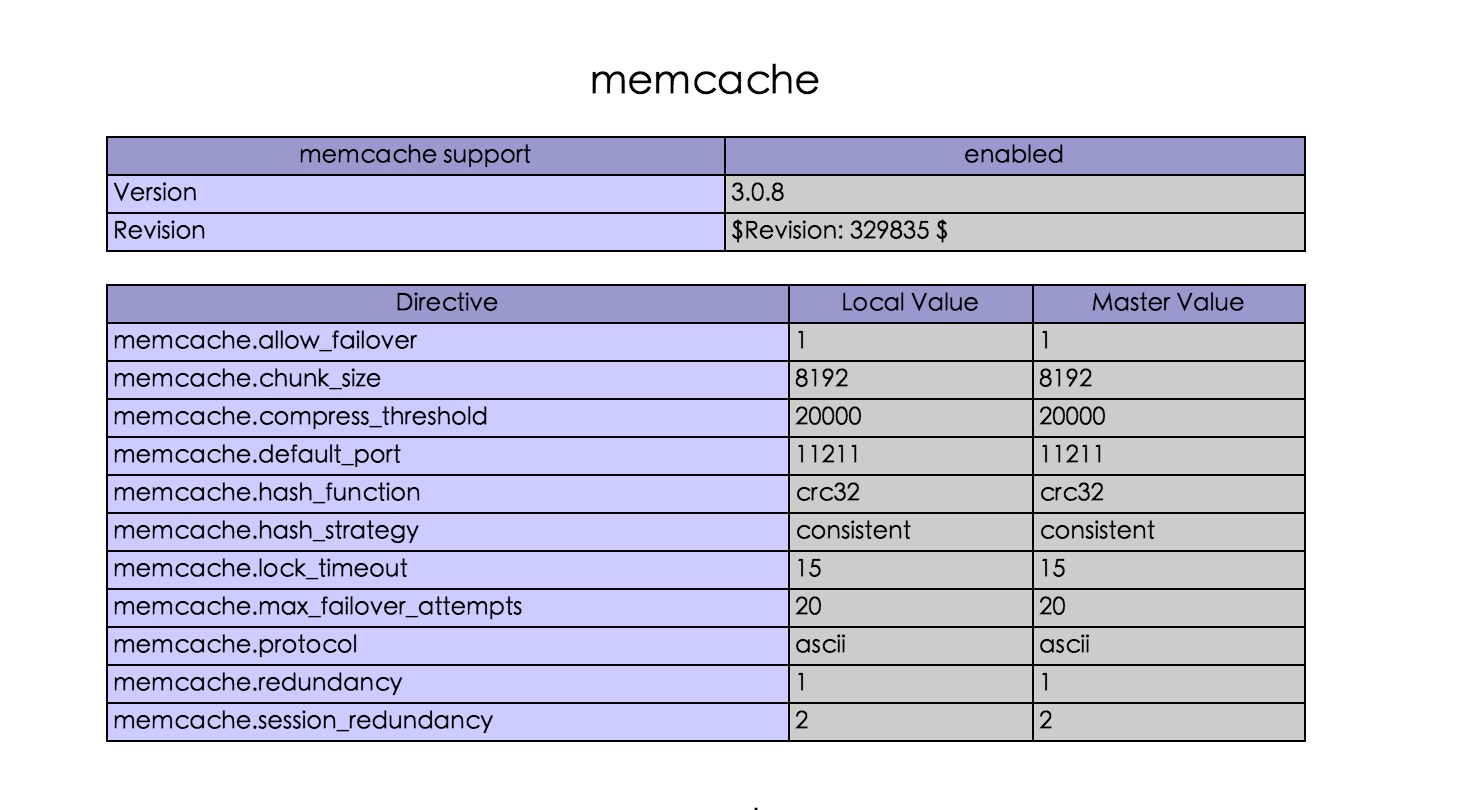 memcache
memcache support enabled
Version 3.0.8
Revision $Revision: 329835 $
Directive Local Value Master Value
memcache.allow_failover 1 1
memcache.chunk_size 8192 8192
memcache.compress_threshold 20000 20000
memcache.default_port 11211 11211
memcache.hash_function crc32 crc32
memcache.hash_strategy consistent consistent
memcache.lock_timeout 15 15
memcache.max_failover_attempts 20 20
memcache.protocol ascii ascii
memcache.redundancy 1 1
memcache.session_redundancy 2 2